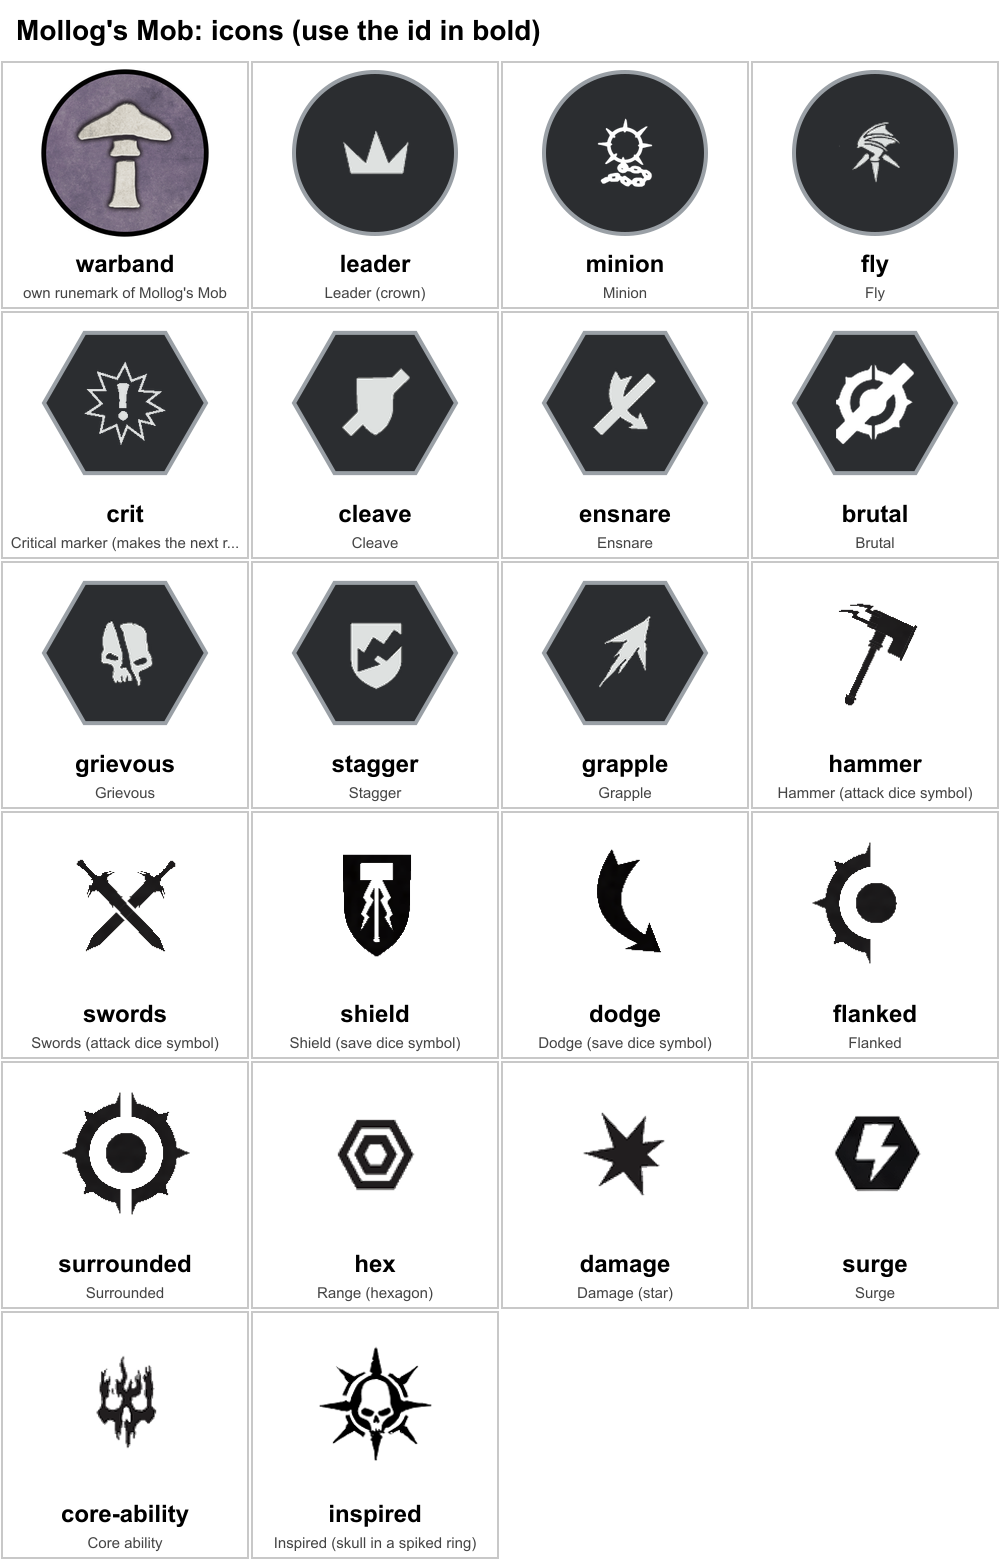 Mollog's Mob: icons (use the id in bold)
warband
own runemark of Mollog's Mob
leader
Leader (crown)
minion
Minion
fly
Fly
crit
Critical marker (makes the next r...
cleave
Cleave
ensnare
Ensnare
brutal
Brutal
grievous
Grievous
stagger
Stagger
grapple
Grapple
hammer
Hammer (attack dice symbol)
swords
Swords (attack dice symbol)
shield
Shield (save dice symbol)
dodge
Dodge (save dice symbol)
flanked
Flanked
surrounded
Surrounded
hex
Range (hexagon)
damage
Damage (star)
surge
Surge
core-ability
Core ability
inspired
Inspired (skull in a spiked ring)